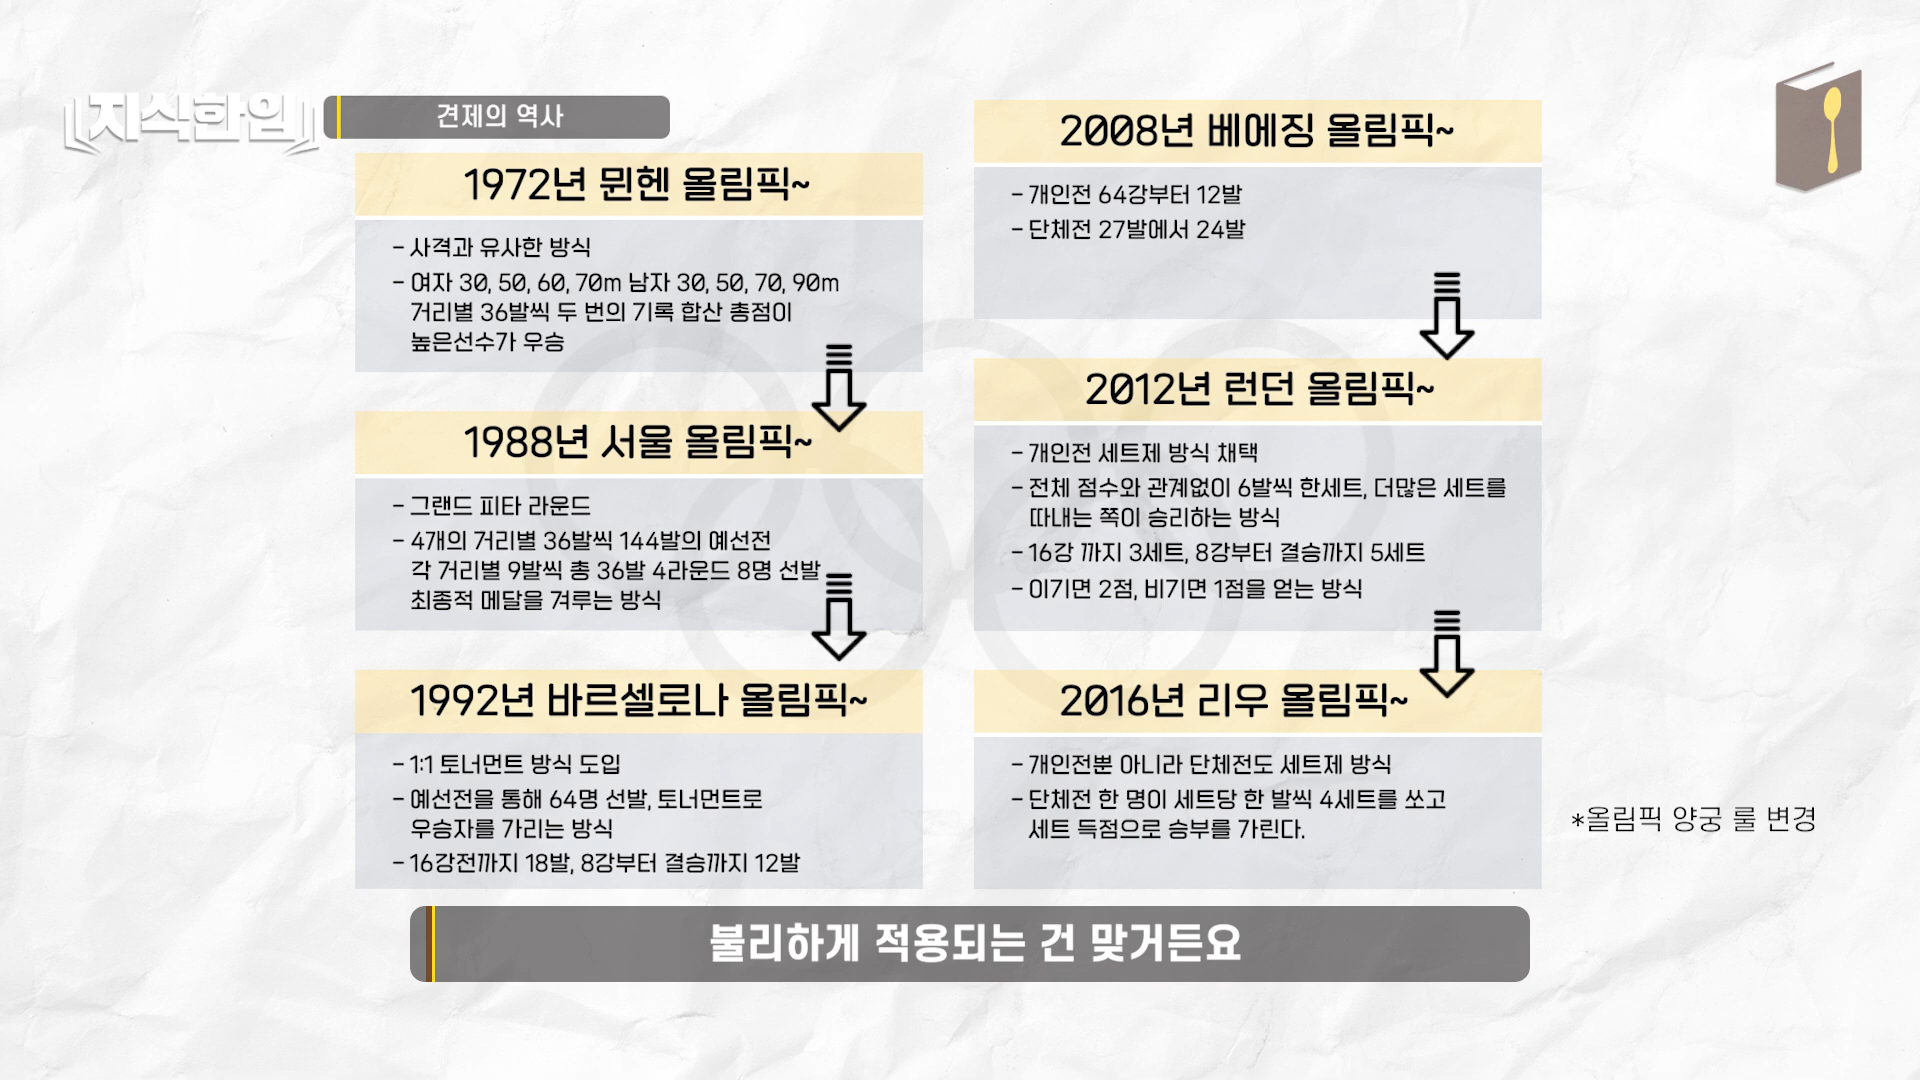 지식한입
견제의 역사
1972년 뮌헨 올림픽~
- 사격과 유사한 방식
- 여자 30, 50, 60, 70m 남자 30, 50, 70, 90m
거리별 36발씩 두 번의 기록 합산 총점이
높은선수가 우승
1988년 서울 올림픽~
- 그랜드 피타 라운드
- 4개의 거리별 36발씩 144발의 예선전
각 거리별 9발씩 총 36발 4라운드 8명 선발
최종적 메달을 겨루는 방식
1992년 바르셀로나 올림픽~
- 1:1 토너먼트 방식 도입
- 예선전을 통해 64명 선발, 토너먼트로
우승자를 가리는 방식
- 16강전까지 18발, 8강부터 결승까지 12발
2008년 베에징 올림픽~
- 개인전 64강부터 12발
- 단체전 27발에서 24발
2012년 런던 올림픽~
- 개인전 세트제 방식 채택
- 전체 점수와 관계없이 6발씩 한세트, 더많은 세트를
따내는 쪽이 승리하는 방식
- 16강 까지 3세트, 8강부터 결승까지 5세트
- 이기면 2점, 비기면 1점을 얻는 방식
2016년 리우 올림픽~
- 개인전뿐 아니라 단체전도 세트제 방식
- 단체전 한 명이 세트당 한 발씩 4세트를 쏘고
세트 득점으로 승부를 가린다.
*올림픽 양궁 룰 변경
불리하게 적용되는 건 맞거든요